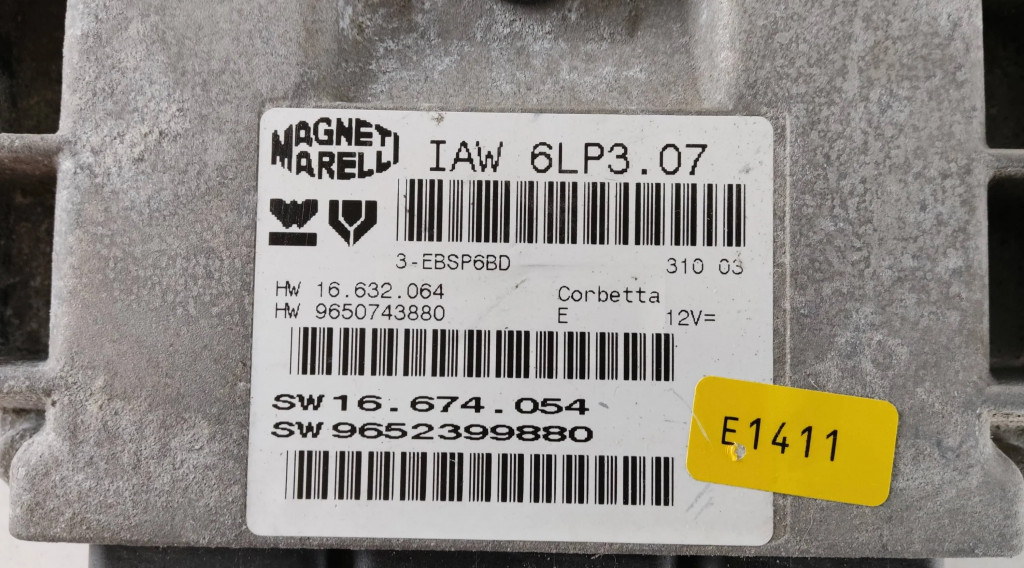 MAGNETI
MARELLI
IAW 6LP3.07
3-EBSP6BD 310 03
HW 16.632.064 Corbetta
HW 9650743880 E 12V=
SW 16.674.054
SW 9652399880
E1411